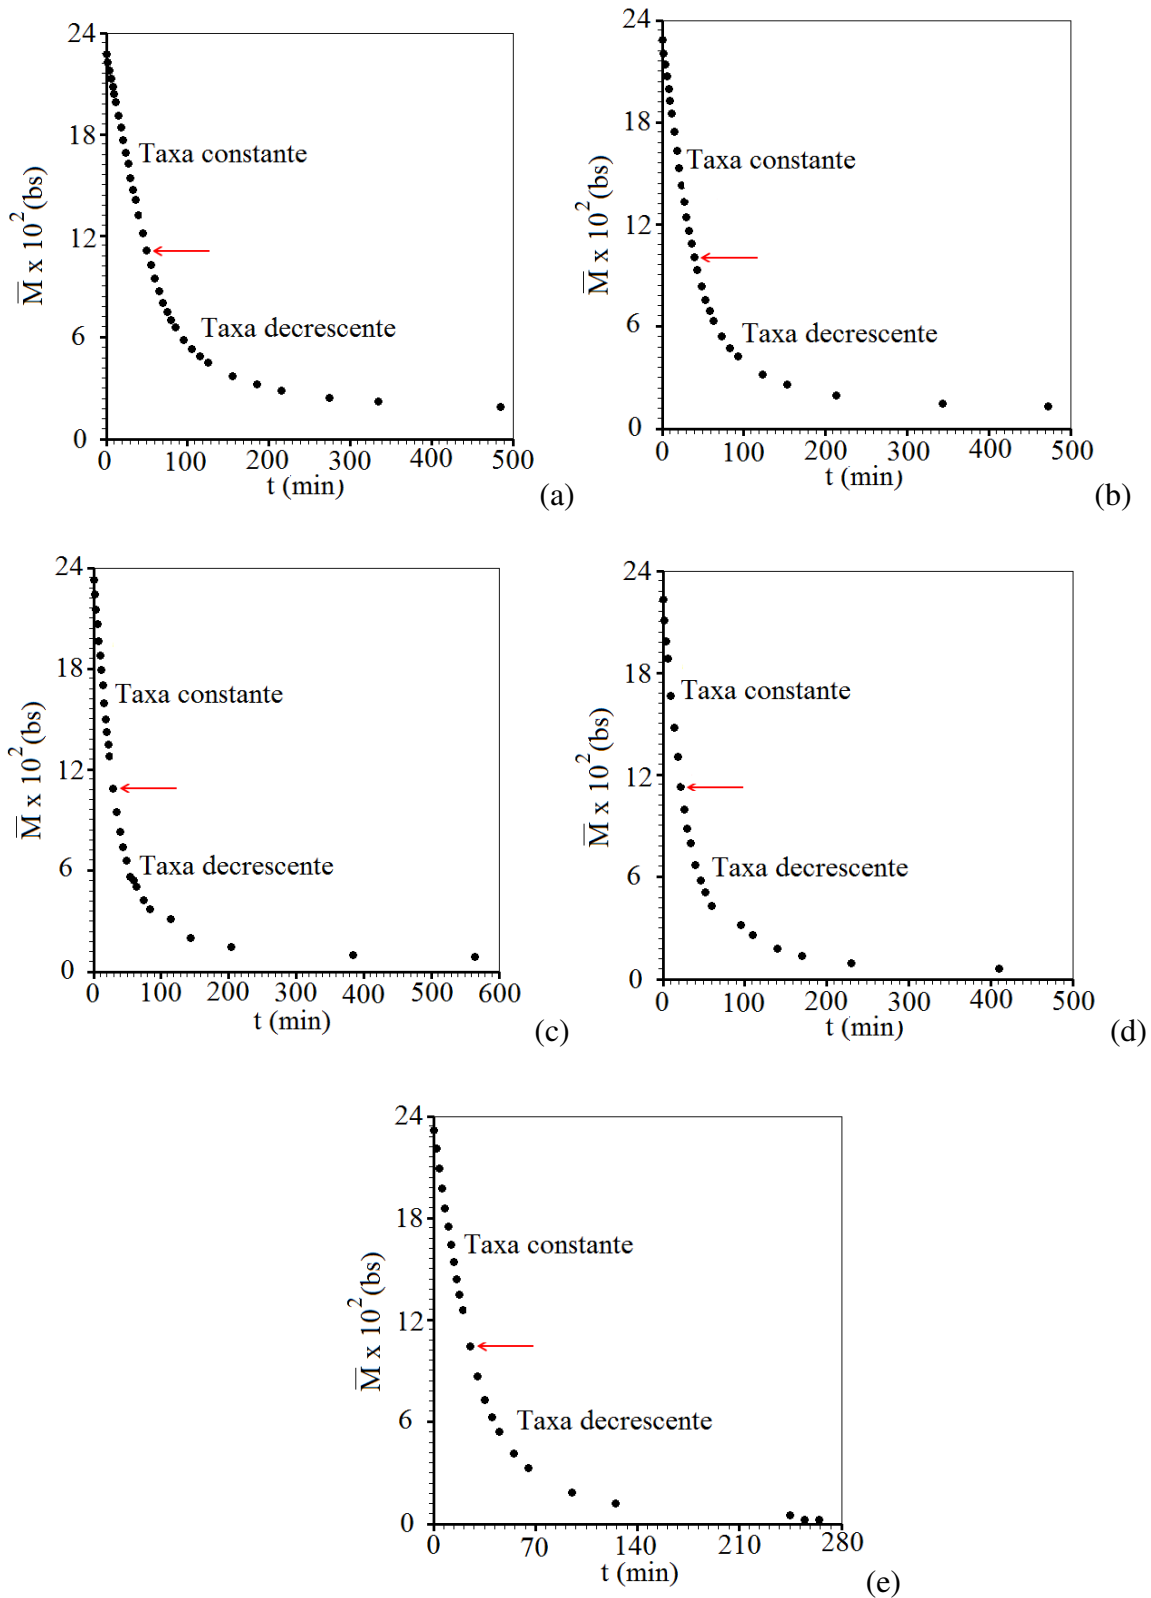 24
18
12
6
0
M̅ x 10² (bs)
Taxa constante
Taxa decrescente
0 100 200 300 400 500
t (min)
(a)
24
18
12
6
0
M̅ x 10² (bs)
Taxa constante
Taxa decrescente
0 100 200 300 400 500
t (min)
(b)
24
18
12
6
0
M̅ x 10² (bs)
Taxa constante
Taxa decrescente
0 100 200 300 400 500 600
t (min)
(c)
24
18
12
6
0
M̅ x 10² (bs)
Taxa constante
Taxa decrescente
0 100 200 300 400 500
t (min)
(d)
24
18
12
6
0
M̅ x 10² (bs)
Taxa constante
Taxa decrescente
0 70 140 210 280
t (min)
(e)